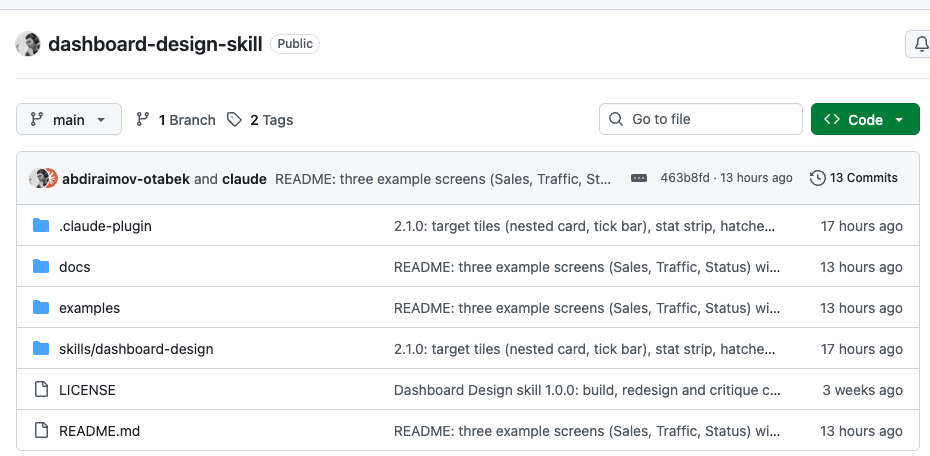 dashboard-design-skill Public
main 1 Branch 2 Tags Go to file Code
abdiraimov-otabek and claude README: three example screens (Sales, Traffic, St... 463b8fd · 13 hours ago 13 Commits
.claude-plugin 2.1.0: target tiles (nested card, tick bar), stat strip, hatche... 17 hours ago
docs README: three example screens (Sales, Traffic, Status) wi... 13 hours ago
examples README: three example screens (Sales, Traffic, Status) wi... 13 hours ago
skills/dashboard-design 2.1.0: target tiles (nested card, tick bar), stat strip, hatche... 17 hours ago
LICENSE Dashboard Design skill 1.0.0: build, redesign and critique c... 3 weeks ago
README.md README: three example screens (Sales, Traffic, Status) wi... 13 hours ago